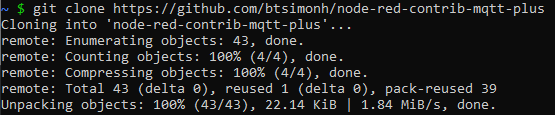 ~ $ git clone https://github.com/btsimonh/node-red-contrib-mqtt-plus
Cloning into 'node-red-contrib-mqtt-plus'...
remote: Enumerating objects: 43, done.
remote: Counting objects: 100% (4/4), done.
remote: Compressing objects: 100% (4/4), done.
remote: Total 43 (delta 0), reused 1 (delta 0), pack-reused 39
Unpacking objects: 100% (43/43), 22.14 KiB | 1.84 MiB/s, done.